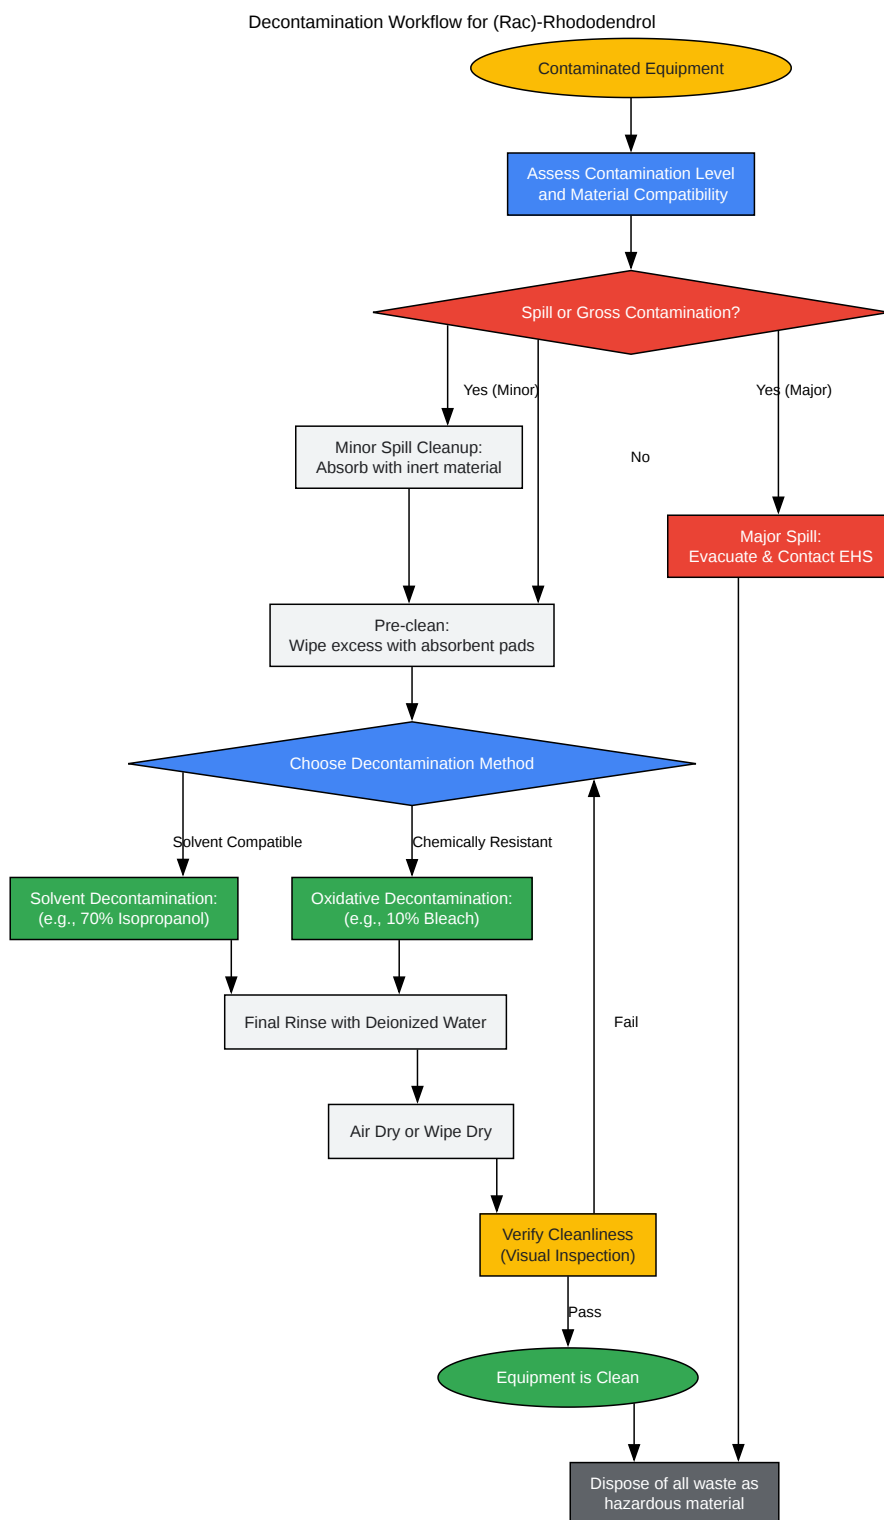 Decontamination Workflow for (Rac)-Rhododendrol
Contaminated Equipment
Assess Contamination Level
and Material Compatibility
Spill or Gross Contamination?
Yes (Minor)
Yes (Major)
Minor Spill Cleanup:
Absorb with inert material
No
Major Spill:
Evacuate & Contact EHS
Pre-clean:
Wipe excess with absorbent pads
Choose Decontamination Method
Solvent Compatible
Chemically Resistant
Solvent Decontamination:
(e.g., 70% Isopropanol)
Oxidative Decontamination:
(e.g., 10% Bleach)
Final Rinse with Deionized Water
Fail
Air Dry or Wipe Dry
Verify Cleanliness
(Visual Inspection)
Pass
Equipment is Clean
Dispose of all waste as
hazardous material